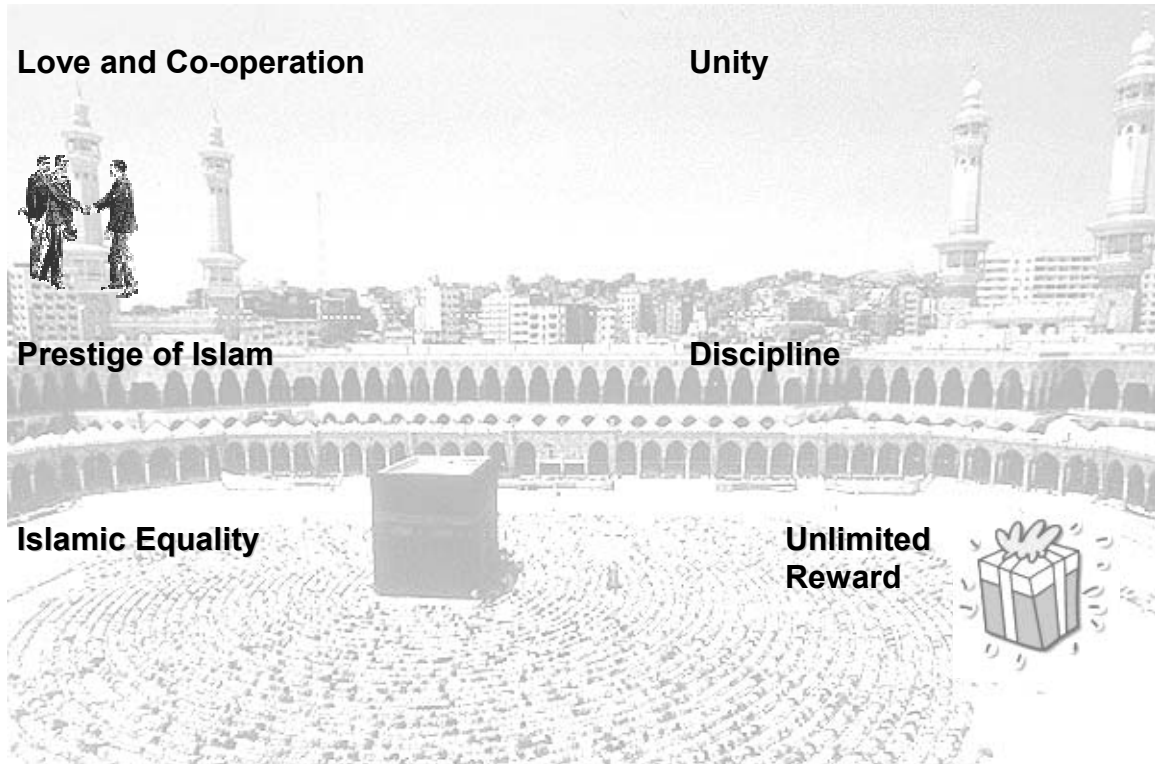 Love and Co-operation
Unity
Prestige of Islam
Discipline
Islamic Equality
Unlimited
Reward